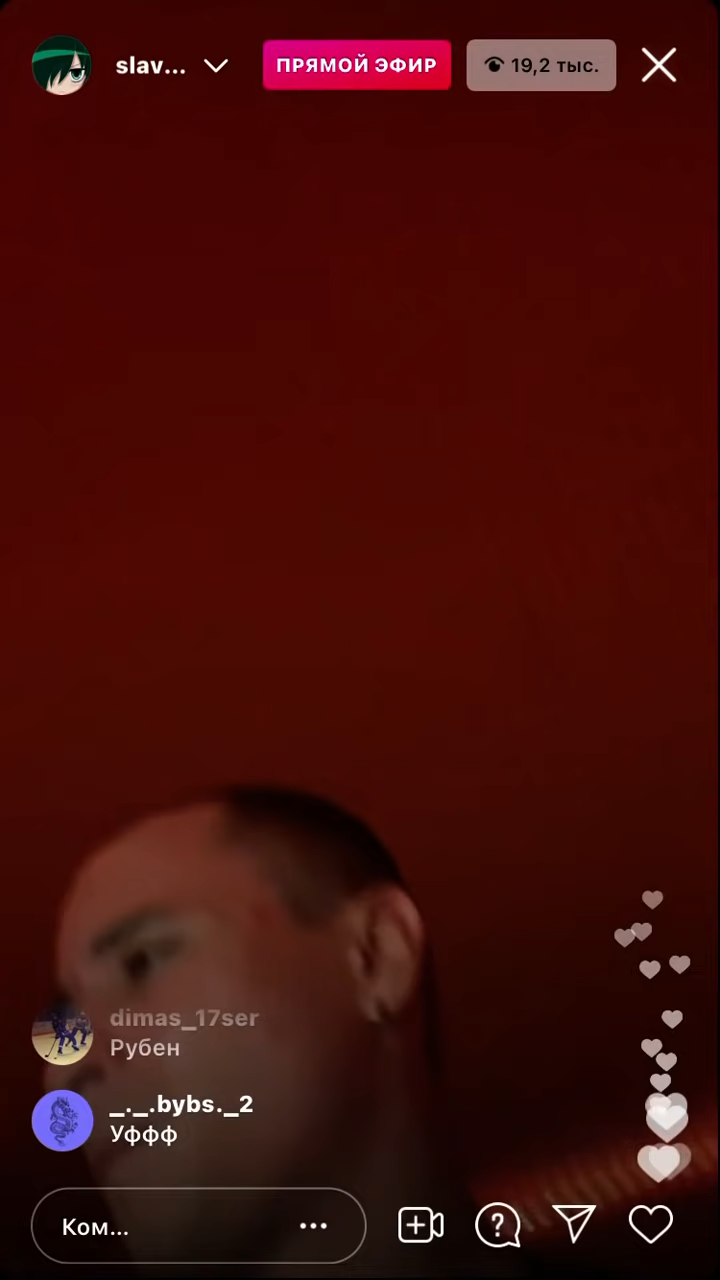 slav...
ПРЯМОЙ ЭФИР
19,2 тыс.
dimas_17ser
Рубен
_._.bybs._2
Уффф
Ком...